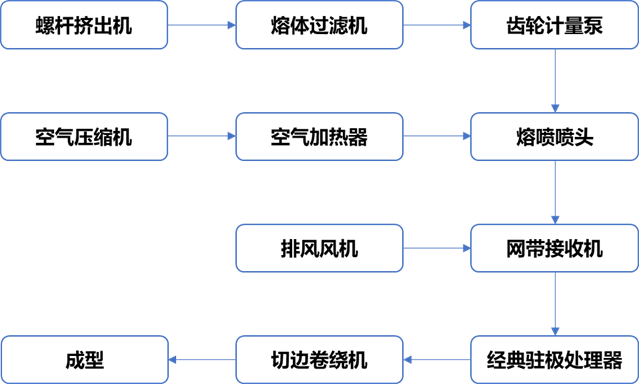 螺杆挤出机
熔体过滤机
齿轮计量泵
空气压缩机
空气加热器
熔喷喷头
排风风机
网带接收机
成型
切边卷绕机
经典驻极处理器